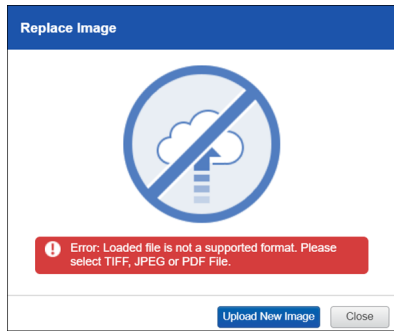 Replace Image
Error: Loaded file is not a supported format. Please
select TIFF, JPEG or PDF File.
Upload New Image
Close